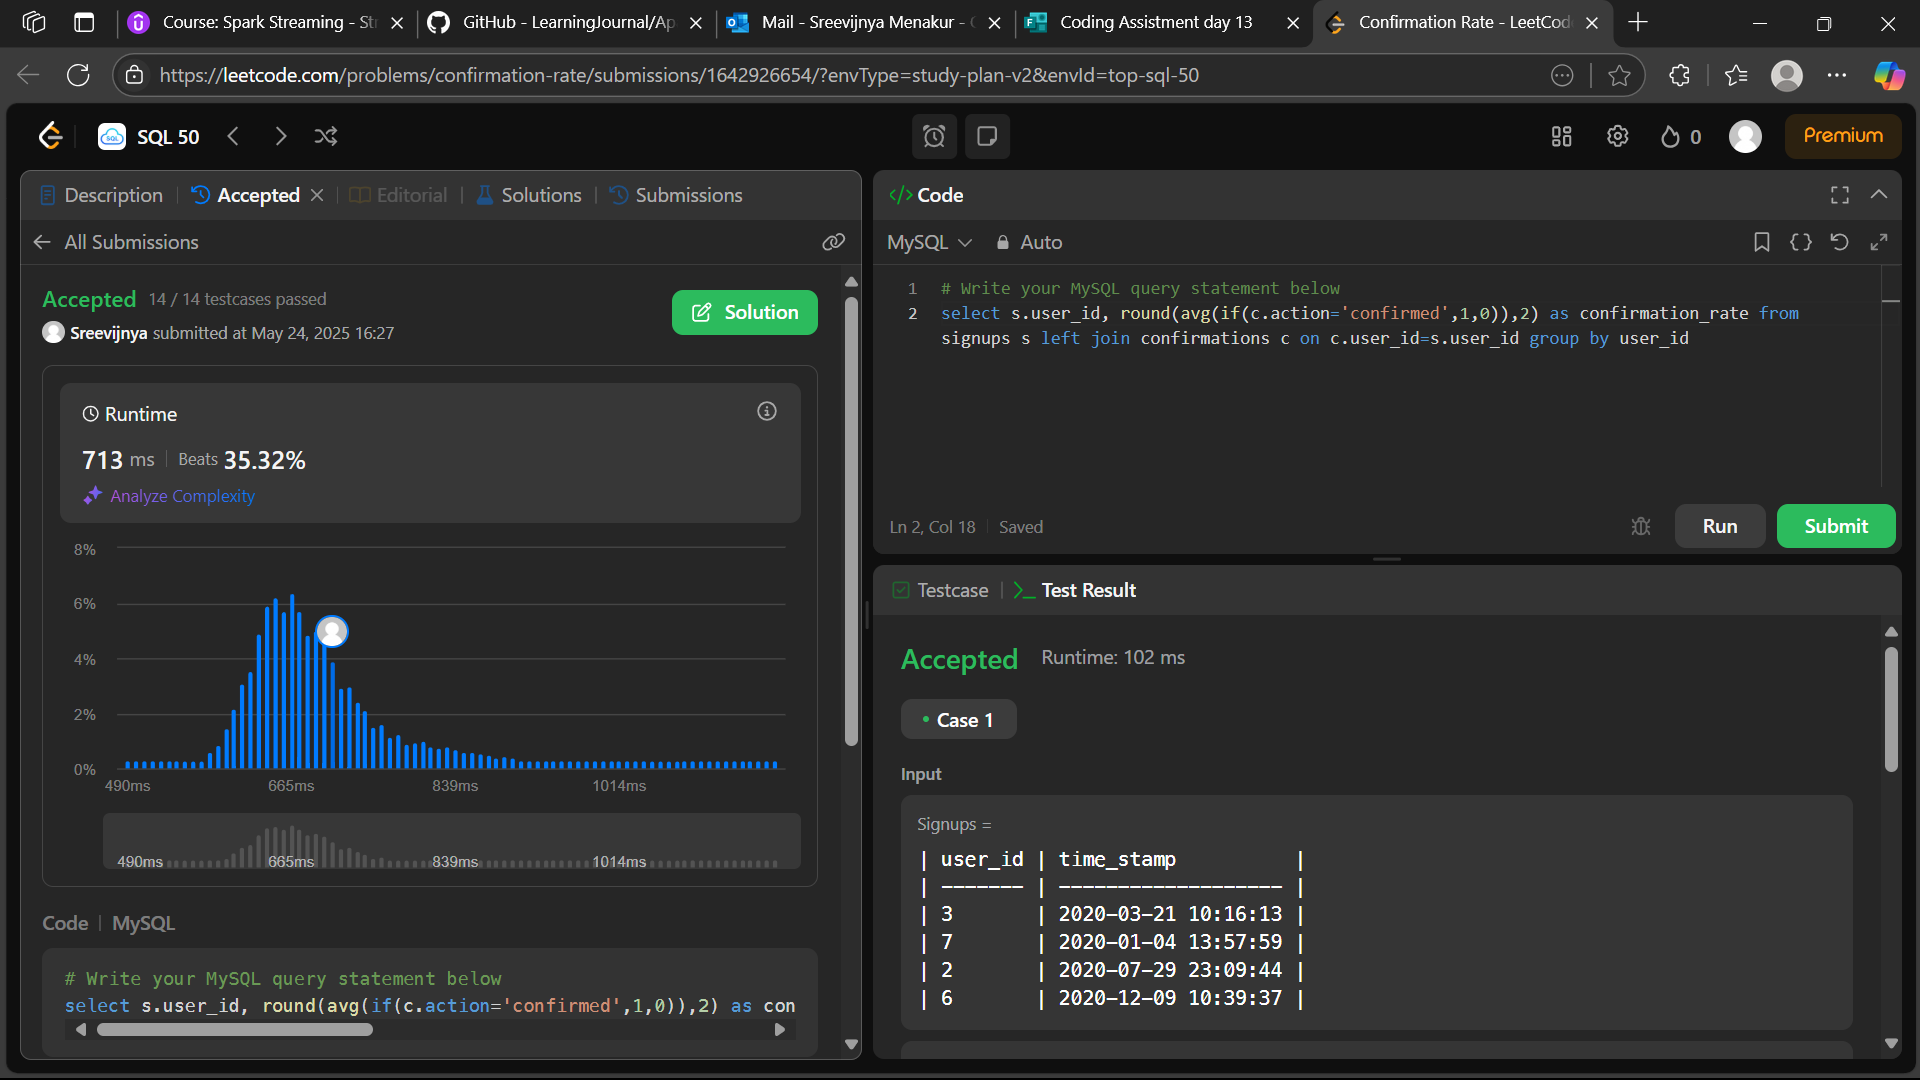 Course: Spark Streaming - St
GitHub - LearningJournal/Ap
Mail - Sreevijnya Menakur -
Coding Assistment day 13
Confirmation Rate - LeetCod
https://leetcode.com/problems/confirmation-rate/submissions/1642926654/?envType=study-plan-v2&envId=top-sql-50
SQL 50
0
Premium
Description
Accepted
Editorial
Solutions
Submissions
All Submissions
Accepted 14 / 14 testcases passed
Sreevijnya submitted at May 24, 2025 16:27
Solution
Runtime
713 ms Beats 35.32%
Analyze Complexity
8%
6%
4%
2%
0%
490ms 665ms 839ms 1014ms
490ms 665ms 839ms 1014ms
Code | MySQL
# Write your MySQL query statement below
select s.user_id, round(avg(if(c.action='confirmed',1,0)),2) as con
</> Code
MySQL Auto
1 # Write your MySQL query statement below
2 select s.user_id, round(avg(if(c.action='confirmed',1,0)),2) as confirmation_rate from
signups s left join confirmations c on c.user_id=s.user_id group by user_id
Ln 2, Col 18 Saved
Run
Submit
Testcase
Test Result
Accepted Runtime: 102 ms
• Case 1
Input
Signups =
| user_id | time_stamp |
| ------- | ------------------- |
| 3 | 2020-03-21 10:16:13 |
| 7 | 2020-01-04 13:57:59 |
| 2 | 2020-07-29 23:09:44 |
| 6 | 2020-12-09 10:39:37 |